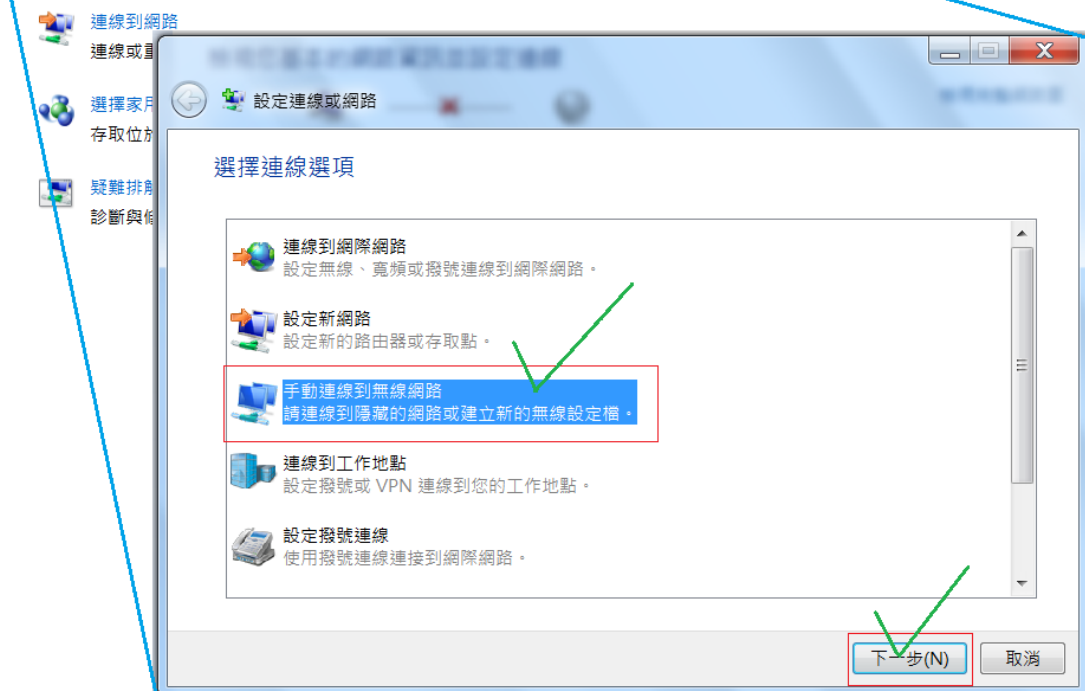 連線到網路
連線或重
選擇家用
存取位於
疑難排解
診斷與修
設定連線或網路
選擇連線選項
連線到網際網路
設定無線、寬頻或撥號連線到網際網路。
設定新網路
設定新的路由器或存取點。
手動連線到無線網路
請連線到隱藏的網路或建立新的無線設定檔。
連線到工作地點
設定撥號或 VPN 連線到您的工作地點。
設定撥號連線
使用撥號連線連接到網際網路。
下一步(N)
取消